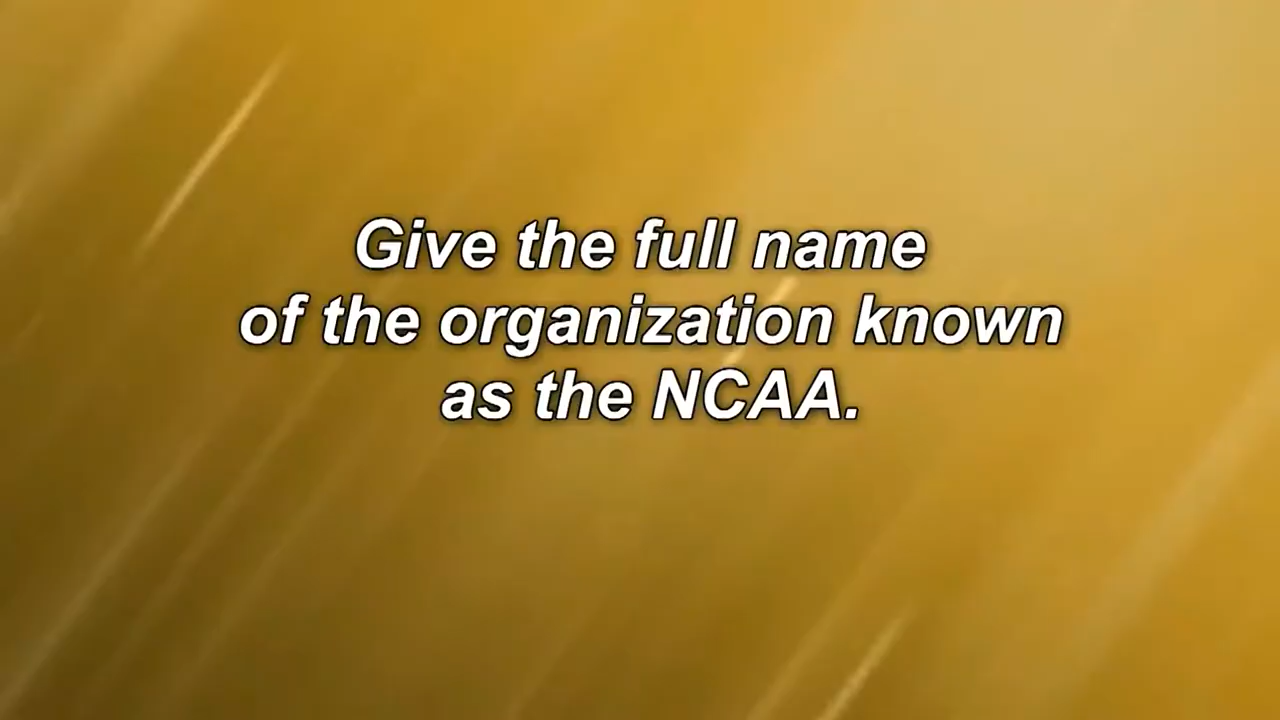 Give the full name
of the organization known
as the NCAA.